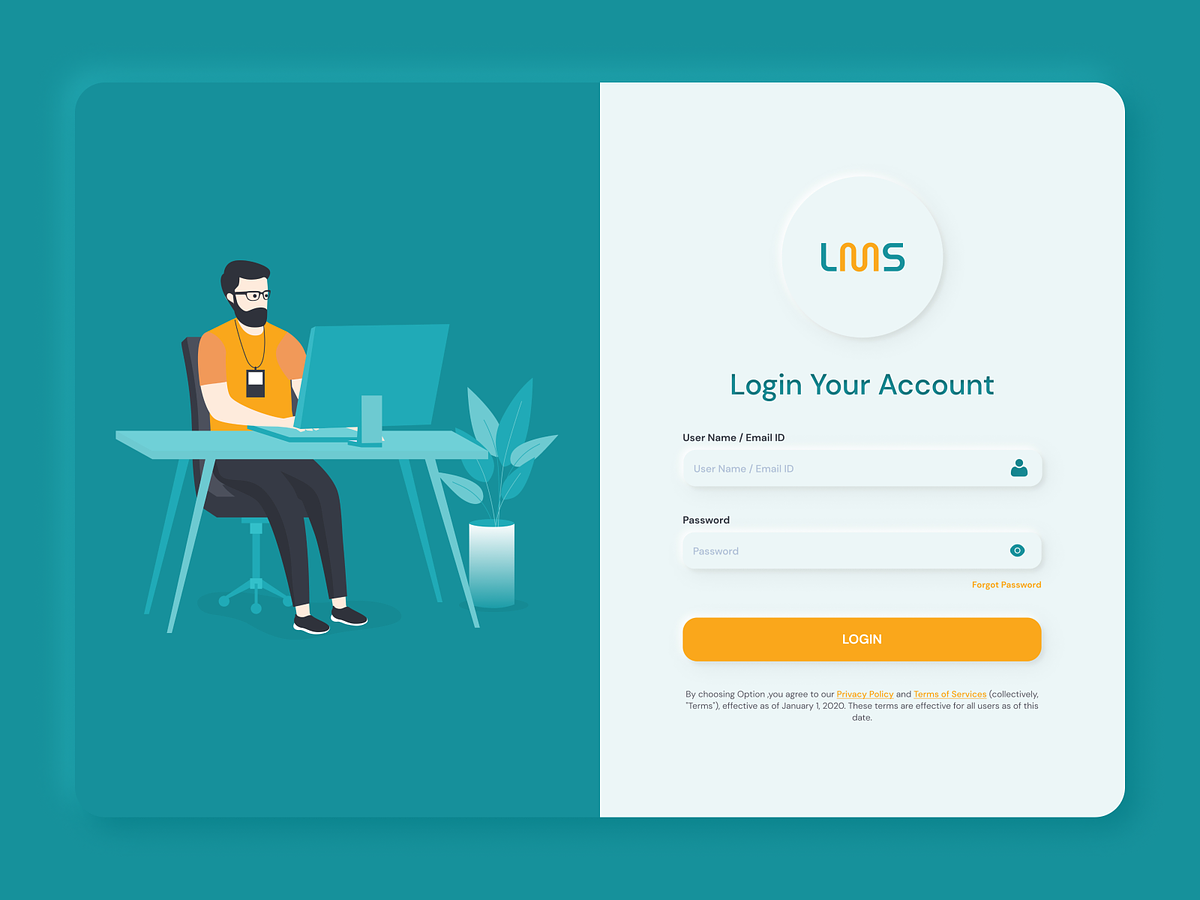 LMS
Login Your Account
User Name / Email ID
User Name / Email ID
Password
Password
Forgot Password
LOGIN
By choosing Option ,you agree to our Privacy Policy and Terms of Services (collectively,
"Terms"), effective as of January 1, 2020. These terms are effective for all users as of this
date.